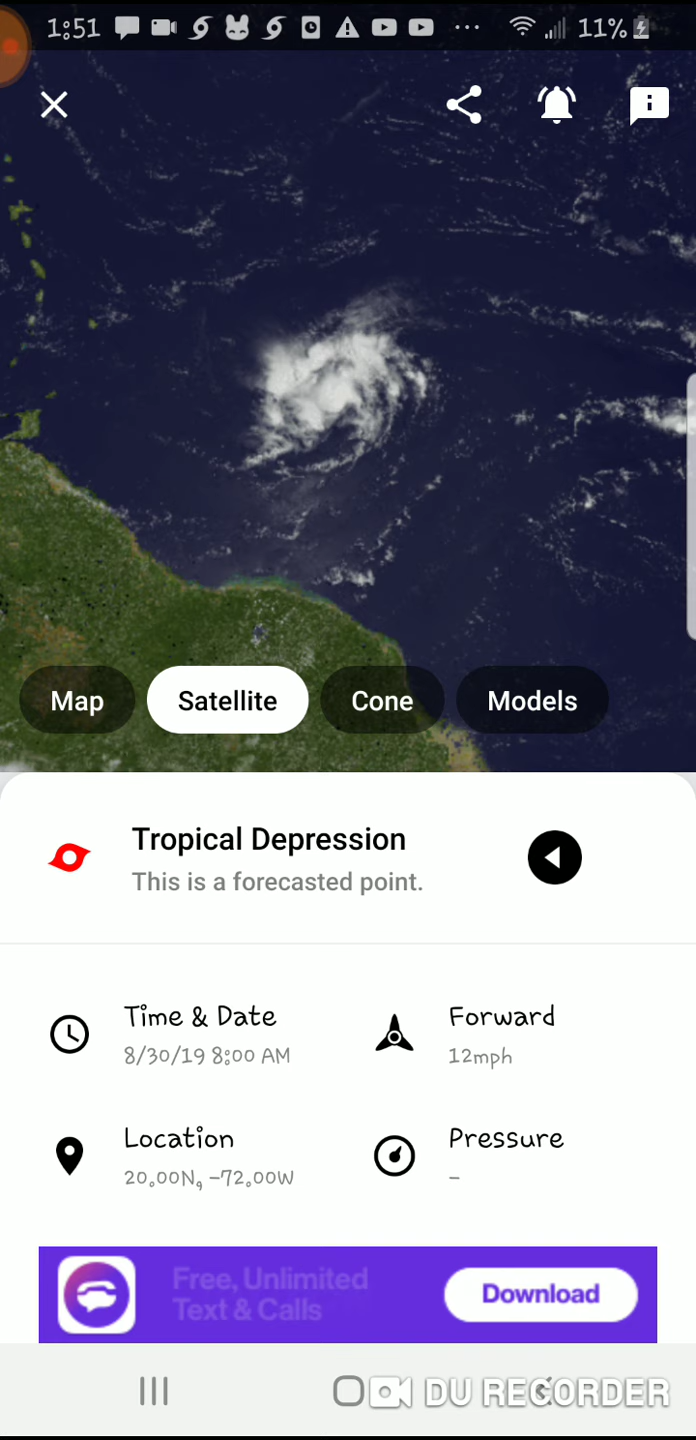 1:51
11%
Map
Satellite
Cone
Models
Tropical Depression
This is a forecasted point.
Time & Date
8/30/19 8:00 AM
Forward
12mph
Location
20.00N, -72.00W
Pressure
-
Free, Unlimited
Text & Calls
Download
DU RECORDER